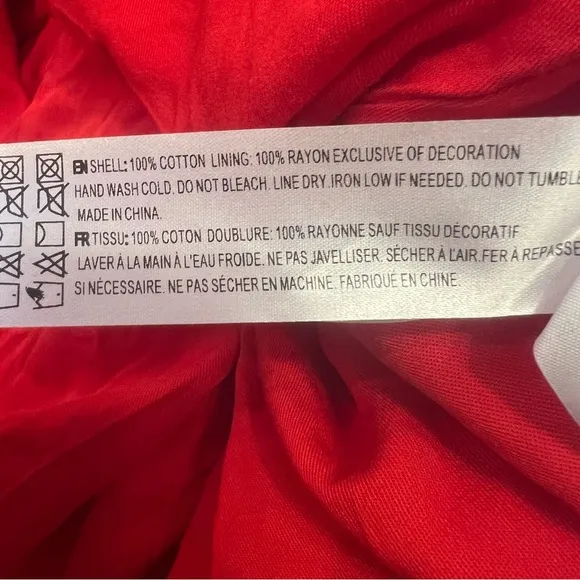 EN SHELL: 100% COTTON LINING: 100% RAYON EXCLUSIVE OF DECORATION
HAND WASH COLD. DO NOT BLEACH. LINE DRY. IRON LOW IF NEEDED. DO NOT TUMBLE
MADE IN CHINA.
FR TISSU: 100% COTON DOUBLURE: 100% RAYONNE SAUF TISSU DÉCORATIF
LAVER À LA MAIN À L'EAU FROIDE. NE PAS JAVELLISER. SÉCHER À L'AIR. FER À REPASSE
SI NÉCESSAIRE. NE PAS SÉCHER EN MACHINE. FABRIQUÉ EN CHINE.